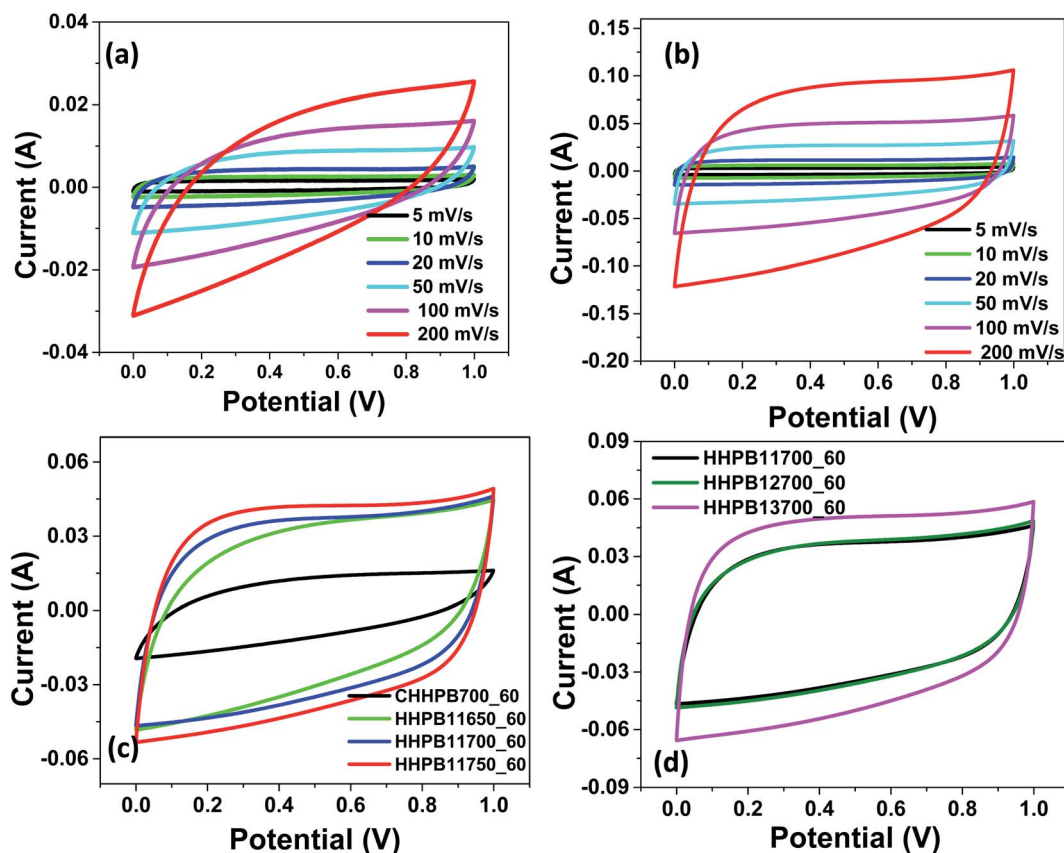 (a)
0.04
0.02
0.00
-0.02
-0.04
Current (A)
0.0 0.2 0.4 0.6 0.8 1.0
Potential (V)
5 mV/s
10 mV/s
20 mV/s
50 mV/s
100 mV/s
200 mV/s
(b)
0.15
0.10
0.05
0.00
-0.05
-0.10
-0.15
-0.20
Current (A)
0.0 0.2 0.4 0.6 0.8 1.0
Potential (V)
5 mV/s
10 mV/s
20 mV/s
50 mV/s
100 mV/s
200 mV/s
(c)
0.06
0.03
0.00
-0.03
-0.06
Current (A)
0.0 0.2 0.4 0.6 0.8 1.0
Potential (V)
CHHPB700_60
HHPB11650_60
HHPB11700_60
HHPB11750_60
(d)
0.09
0.06
0.03
0.00
-0.03
-0.06
-0.09
Current (A)
0.0 0.2 0.4 0.6 0.8 1.0
Potential (V)
HHPB11700_60
HHPB12700_60
HHPB13700_60